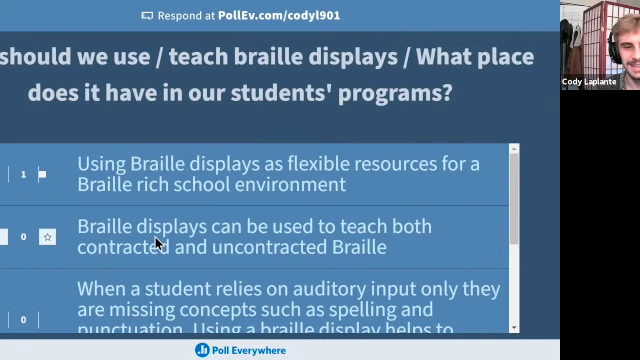 Respond at PollEv.com/codyl901
should we use / teach braille displays / What place
does it have in our students' programs?
Cody Laplante
1
Using Braille displays as flexible resources for a
Braille rich school environment
0
Braille displays can be used to teach both
contracted and uncontracted Braille
0
When a student relies on auditory input only they
are missing concepts such as spelling and
punctuation. Using a braille display helps to
Poll Everywhere